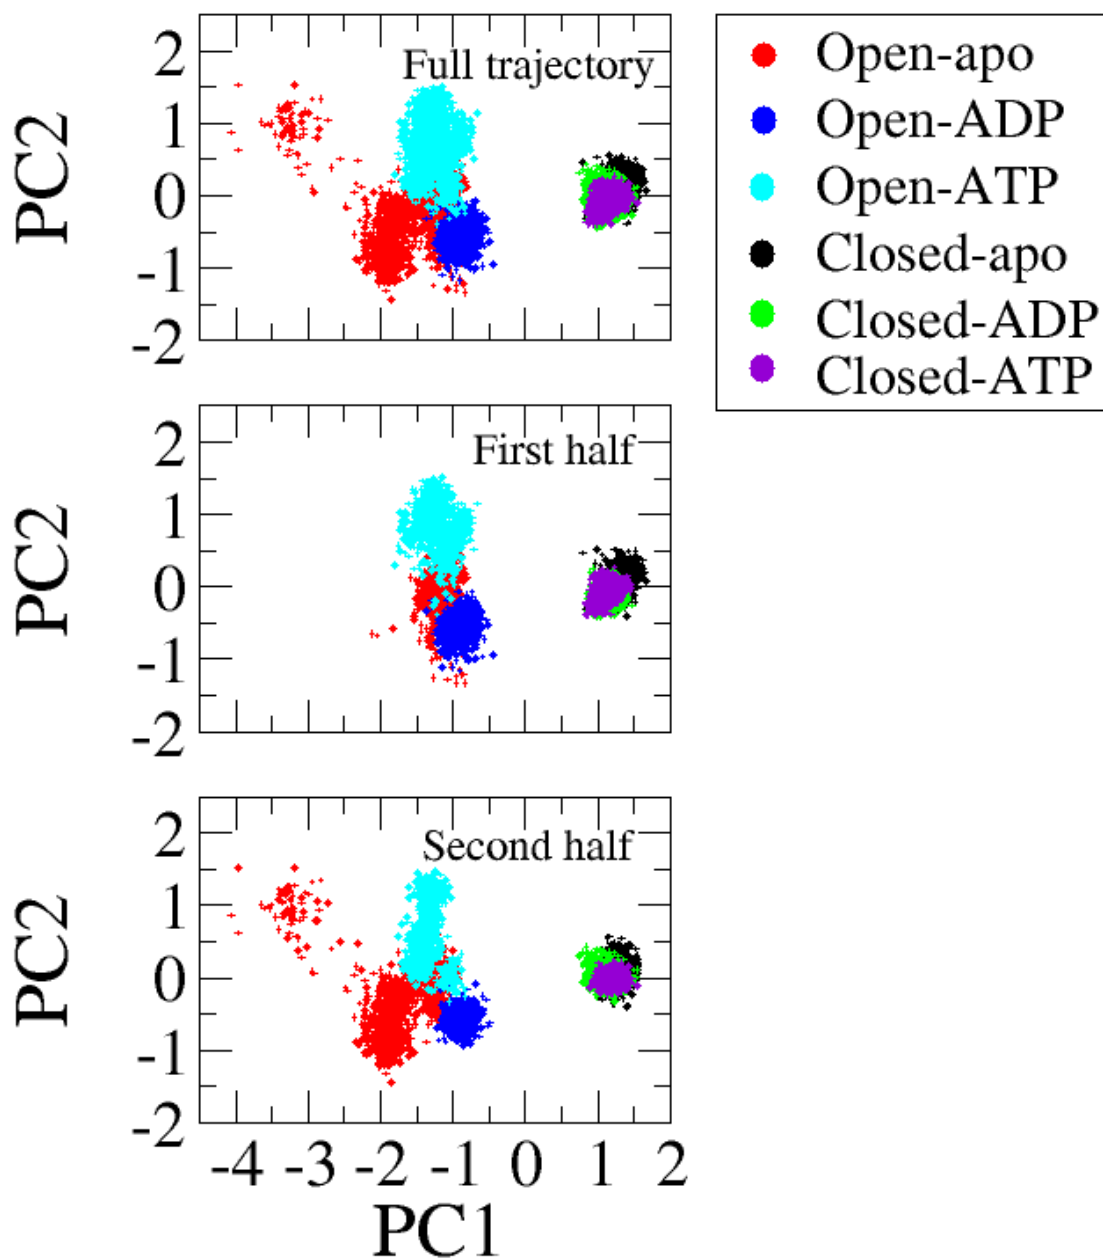 Full trajectory
2
1
0
-1
-2
PC2
Open-apo
Open-ADP
Open-ATP
Closed-apo
Closed-ADP
Closed-ATP
First half
2
1
0
-1
-2
PC2
Second half
2
1
0
-1
-2
PC2
-4 -3 -2 -1 0 1 2
PC1